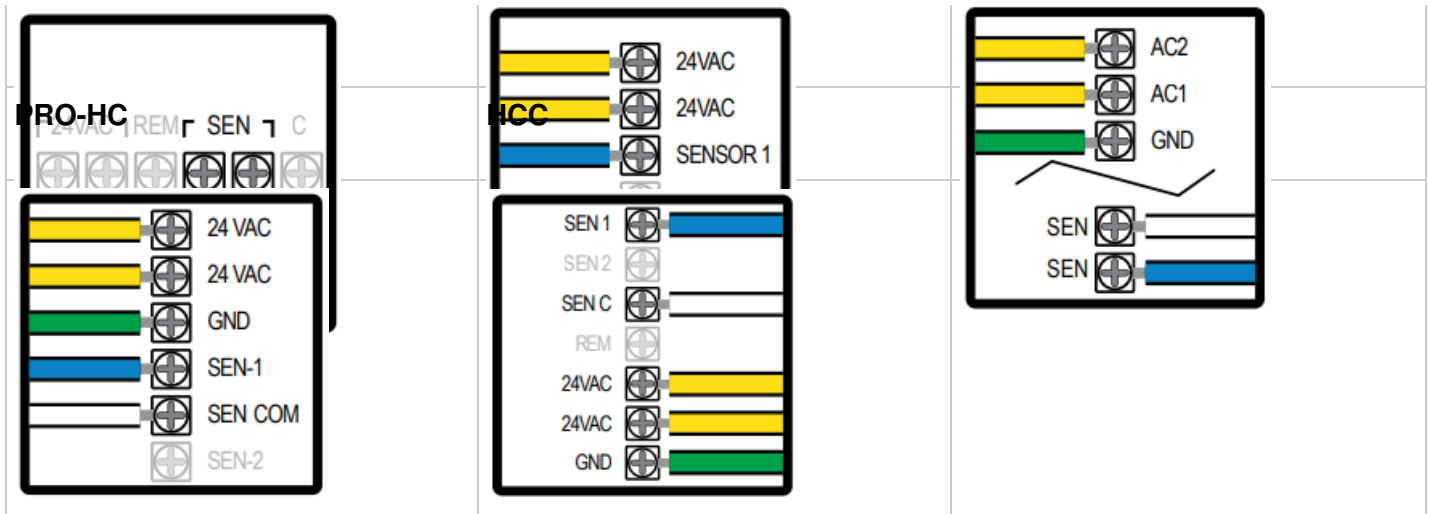 PRO-HC
24VAC REM SEN C
24 VAC
24 VAC
GND
SEN-1
SEN COM
SEN-2
HCC
24VAC
24VAC
SENSOR 1
SEN 1
SEN 2
SEN C
REM
24VAC
24VAC
GND
AC2
AC1
GND
SEN
SEN